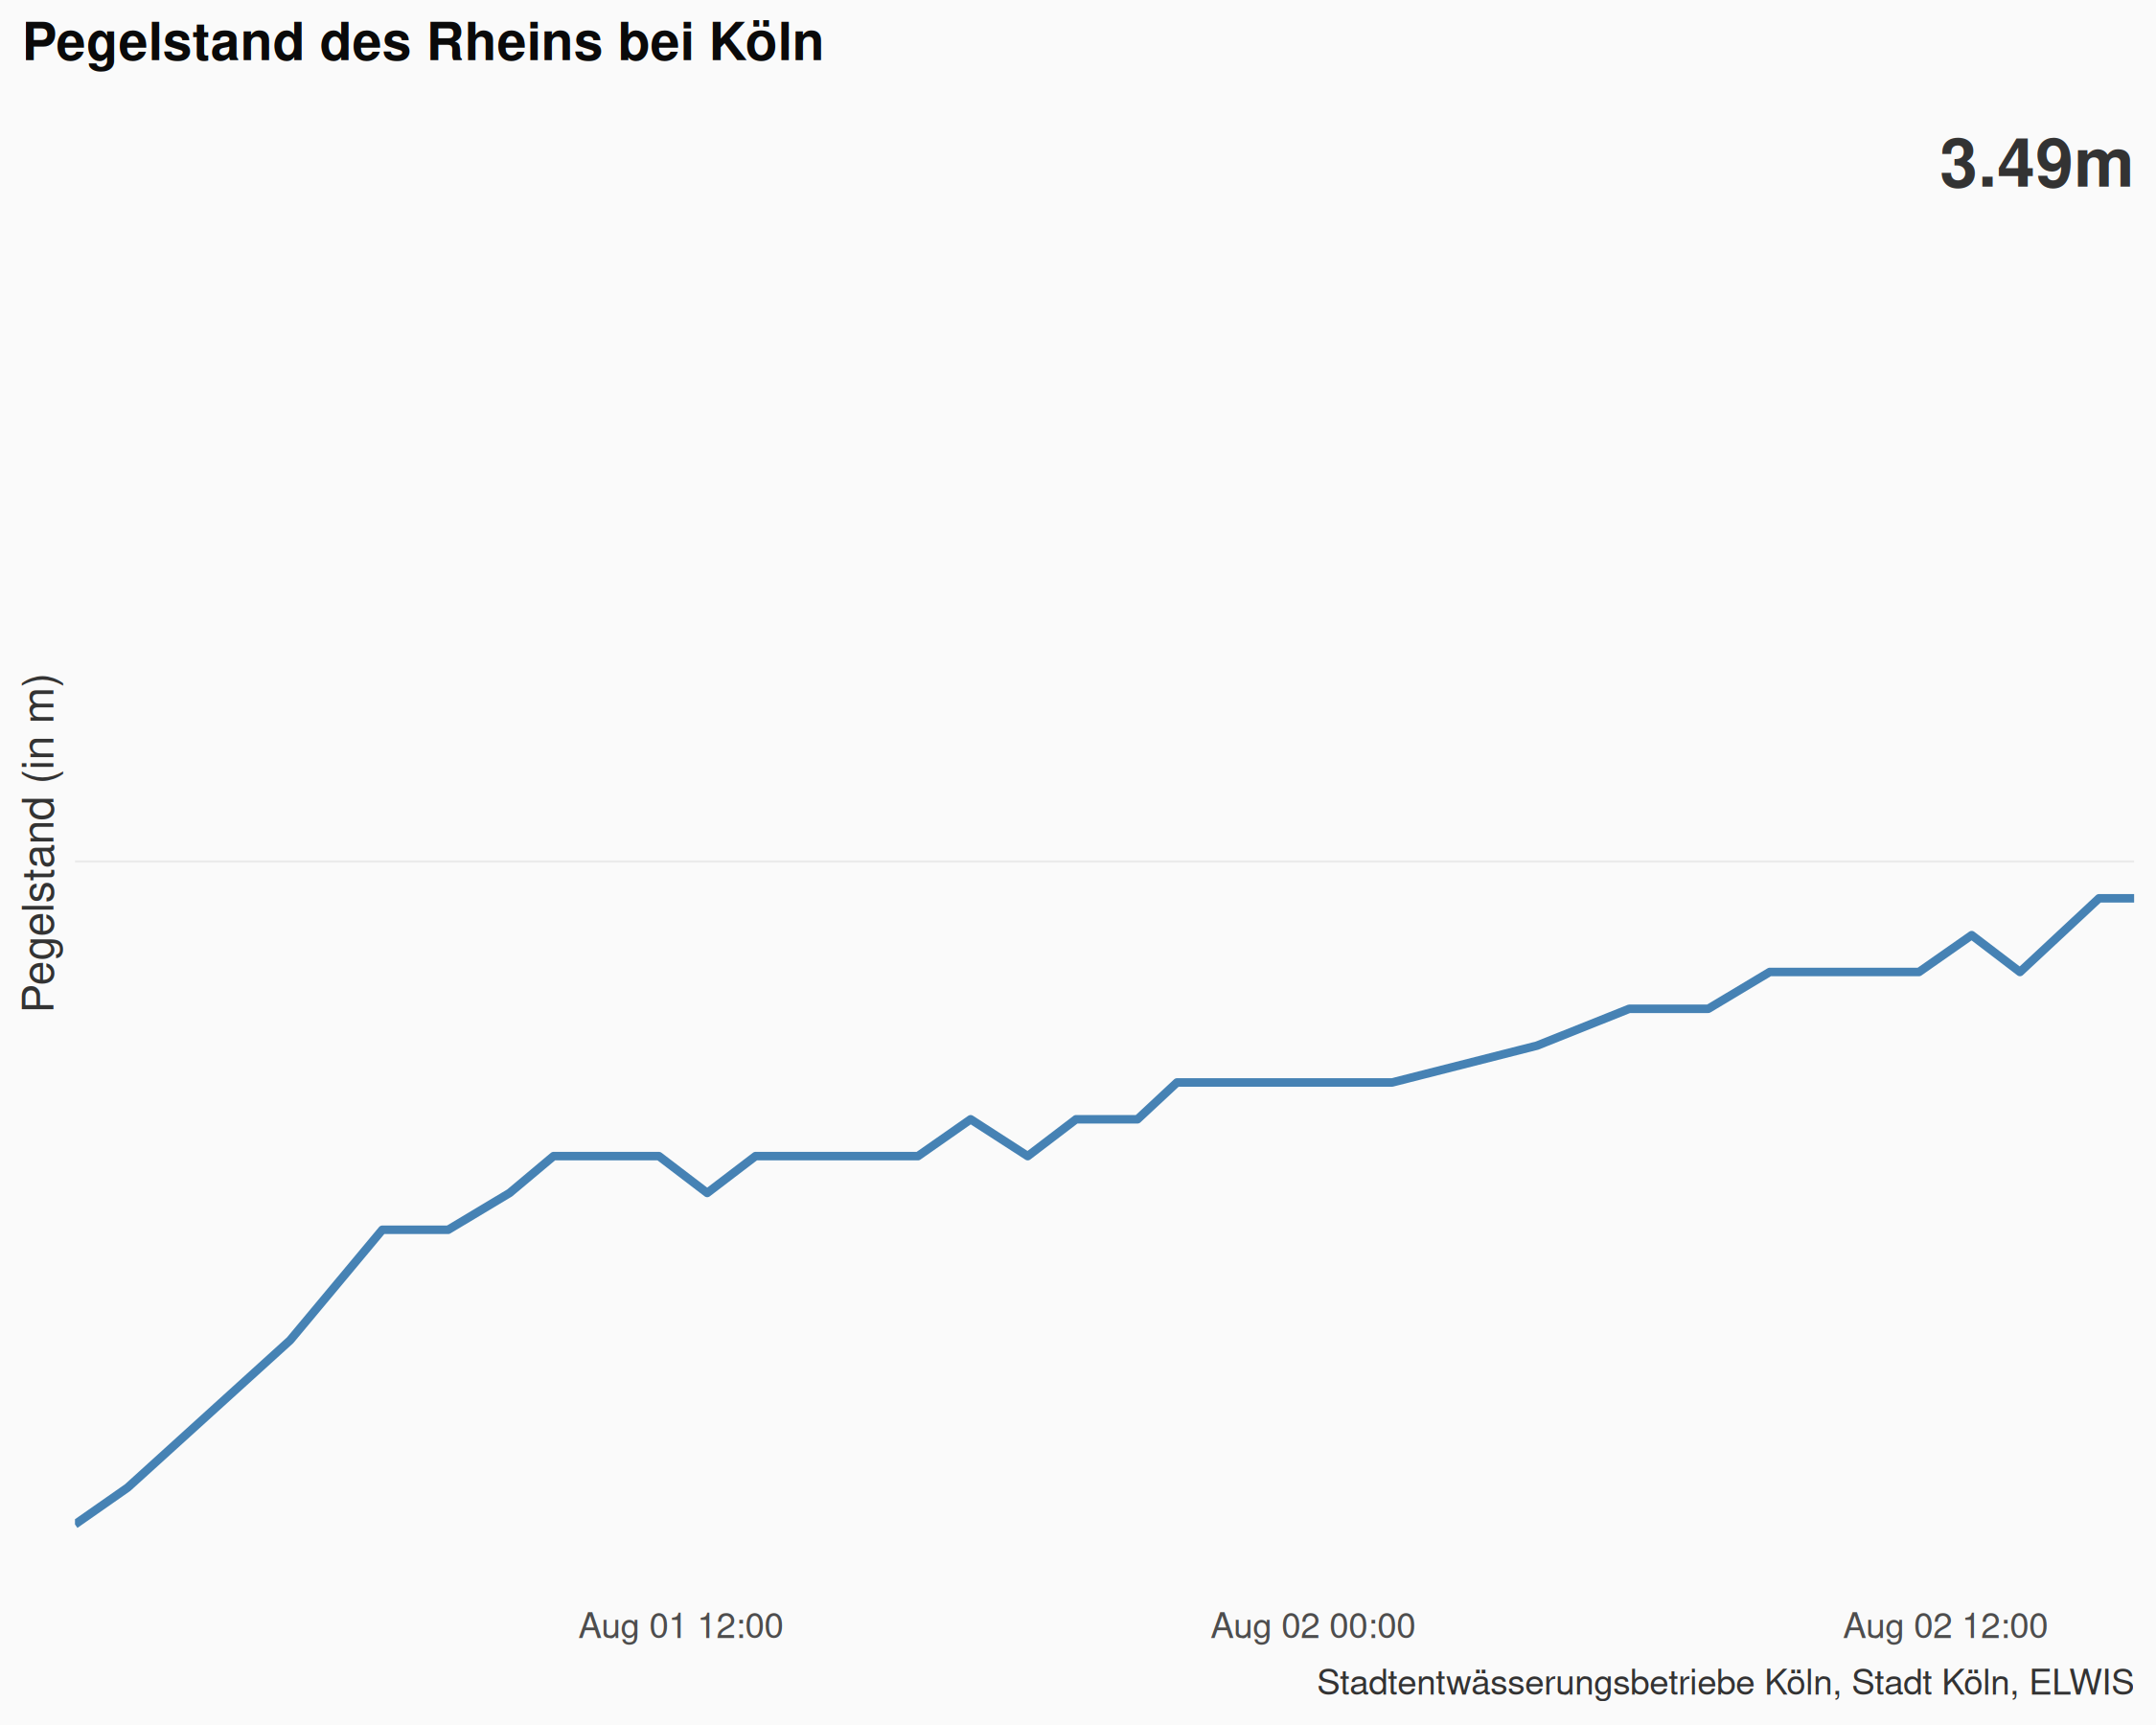 Pegelstand des Rheins bei Köln
3.49m
Pegelstand (in m)
Aug 01 12:00
Aug 02 00:00
Aug 02 12:00
Stadtentwässerungsbetriebe Köln, Stadt Köln, ELWIS